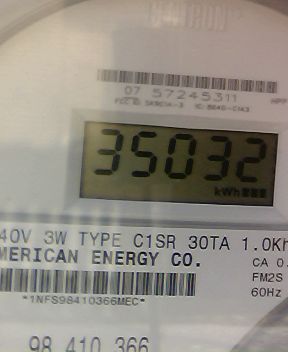 CENTRON
07 57245311
35032
kWh
40V 3W TYPE C1SR 30TA 1.0Kh
MERICAN ENERGY CO.
CA 0.
FM2S
*1NFS98410366MEC*
60Hz
98 410 366